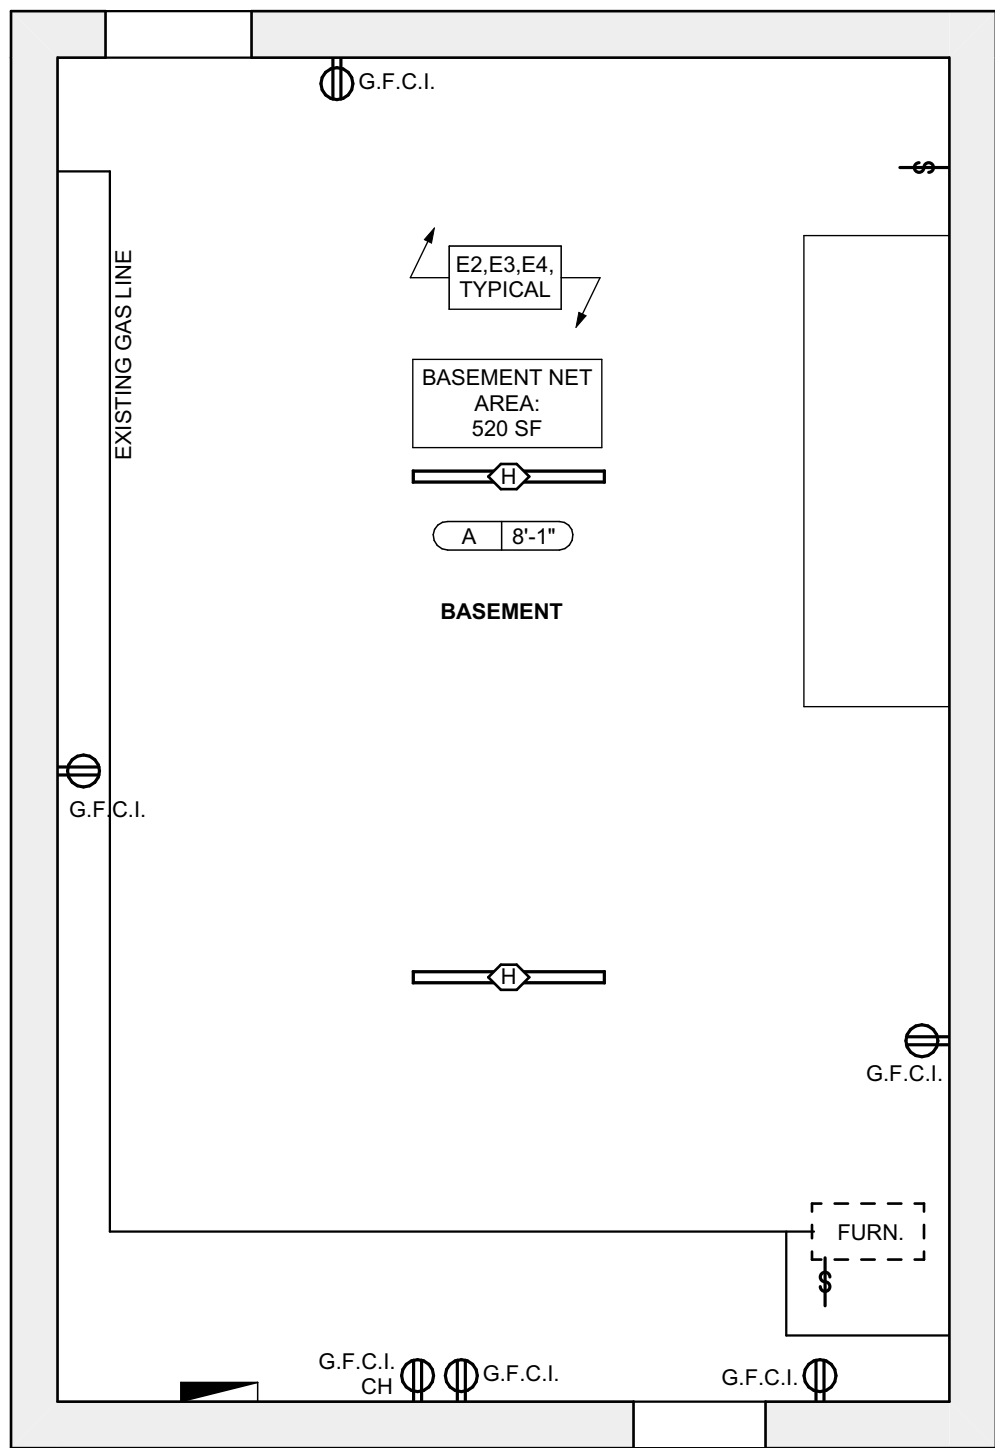 G.F.C.I.
S
EXISTING GAS LINE
E2,E3,E4,
TYPICAL
BASEMENT NET
AREA:
520 SF
H
A 8'-1"
BASEMENT
G.F.C.I.
H
G.F.C.I.
FURN.
S
G.F.C.I.
CH
G.F.C.I.
G.F.C.I.